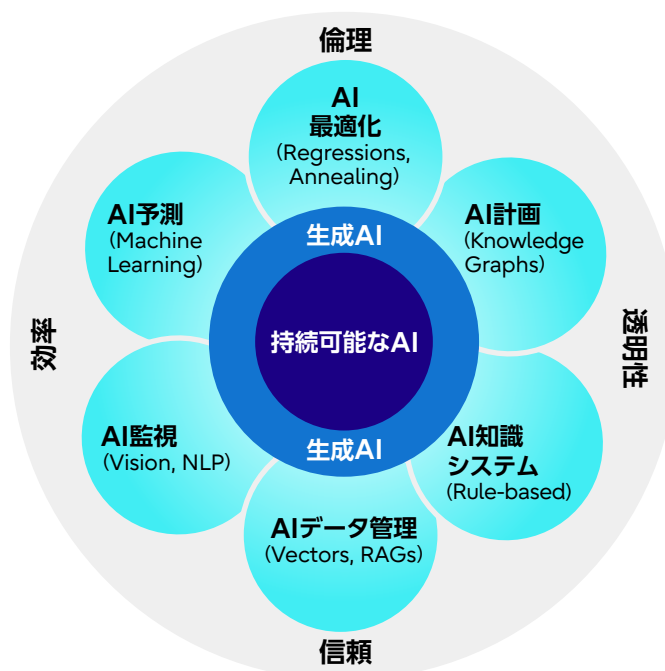 倫理
AI
最適化
(Regressions,
Annealing)
AI予測
(Machine
Learning)
AI計画
(Knowledge
Graphs)
生成AI
効率
持続可能なAI
透明性
AI監視
(Vision, NLP)
生成AI
AI知識
システム
(Rule-based)
AIデータ管理
(Vectors, RAGs)
信頼